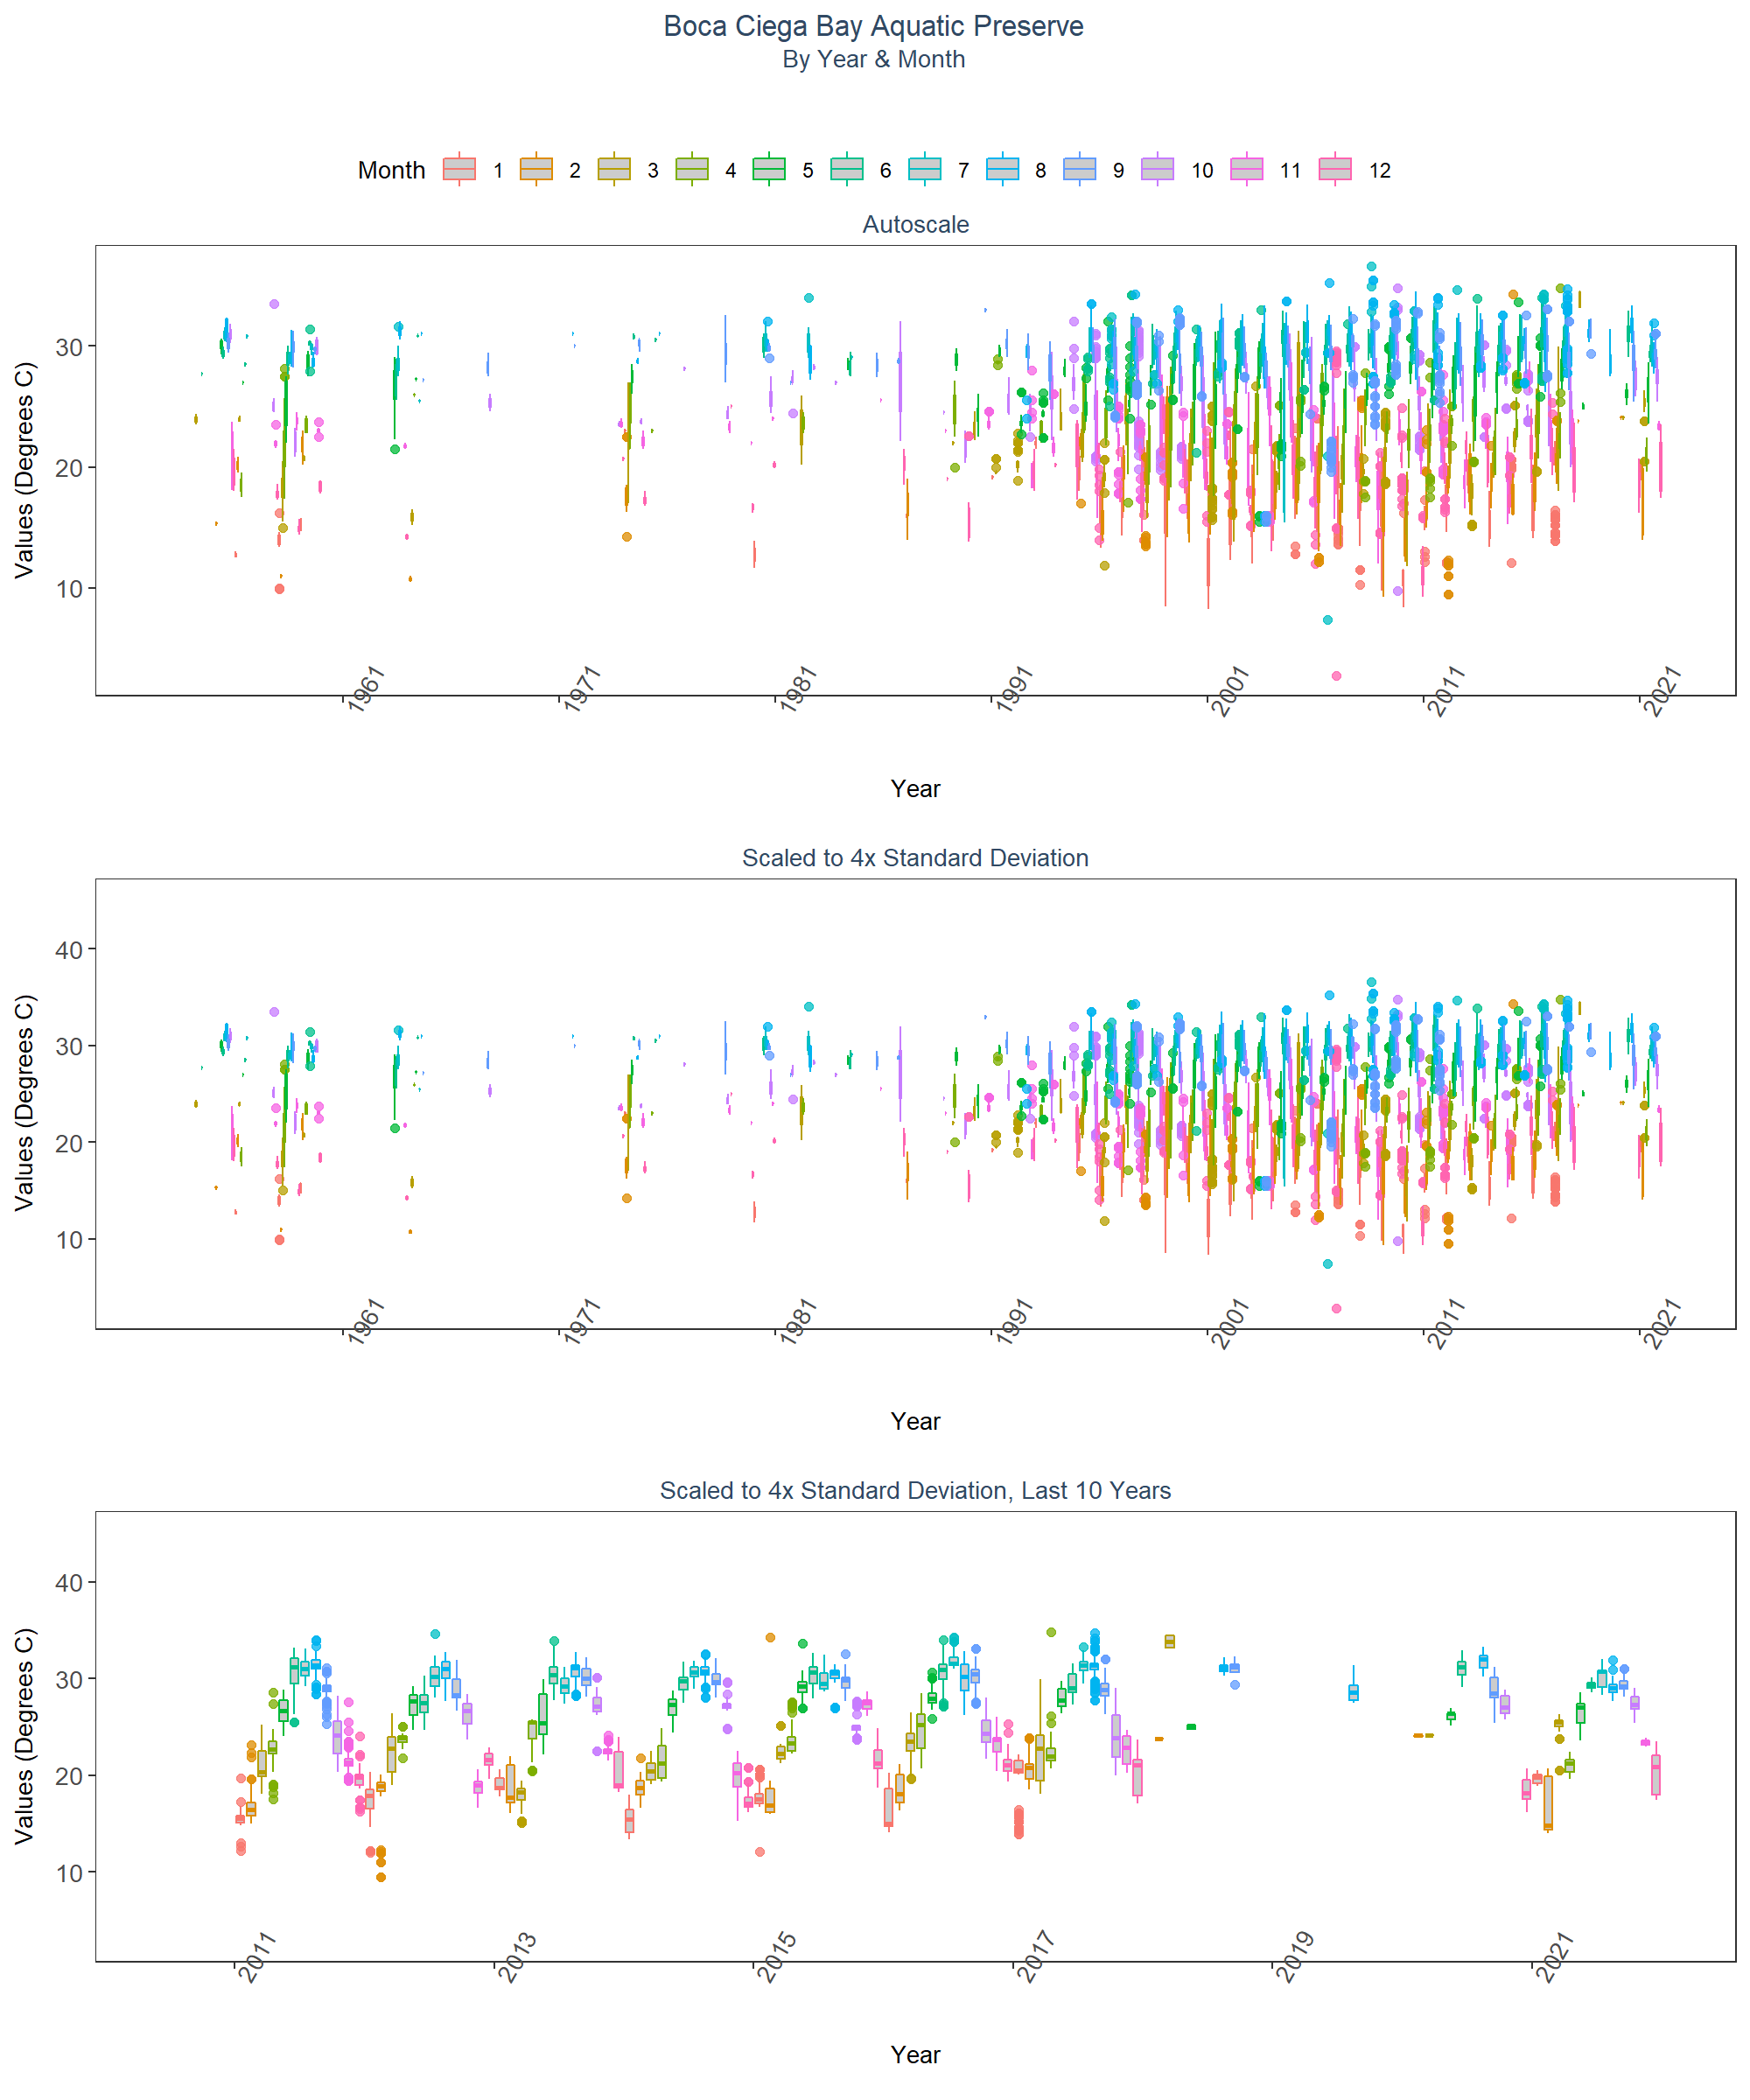 Boca Ciega Bay Aquatic Preserve
By Year & Month
Month 1 2 3 4 5 6 7 8 9 10 11 12
Autoscale
Values (Degrees C)
30
20
10
1961 1971 1981 1991 2001 2011 2021
Year
Scaled to 4x Standard Deviation
Values (Degrees C)
40
30
20
10
1961 1971 1981 1991 2001 2011 2021
Year
Scaled to 4x Standard Deviation, Last 10 Years
Values (Degrees C)
40
30
20
10
2011 2013 2015 2017 2019 2021
Year